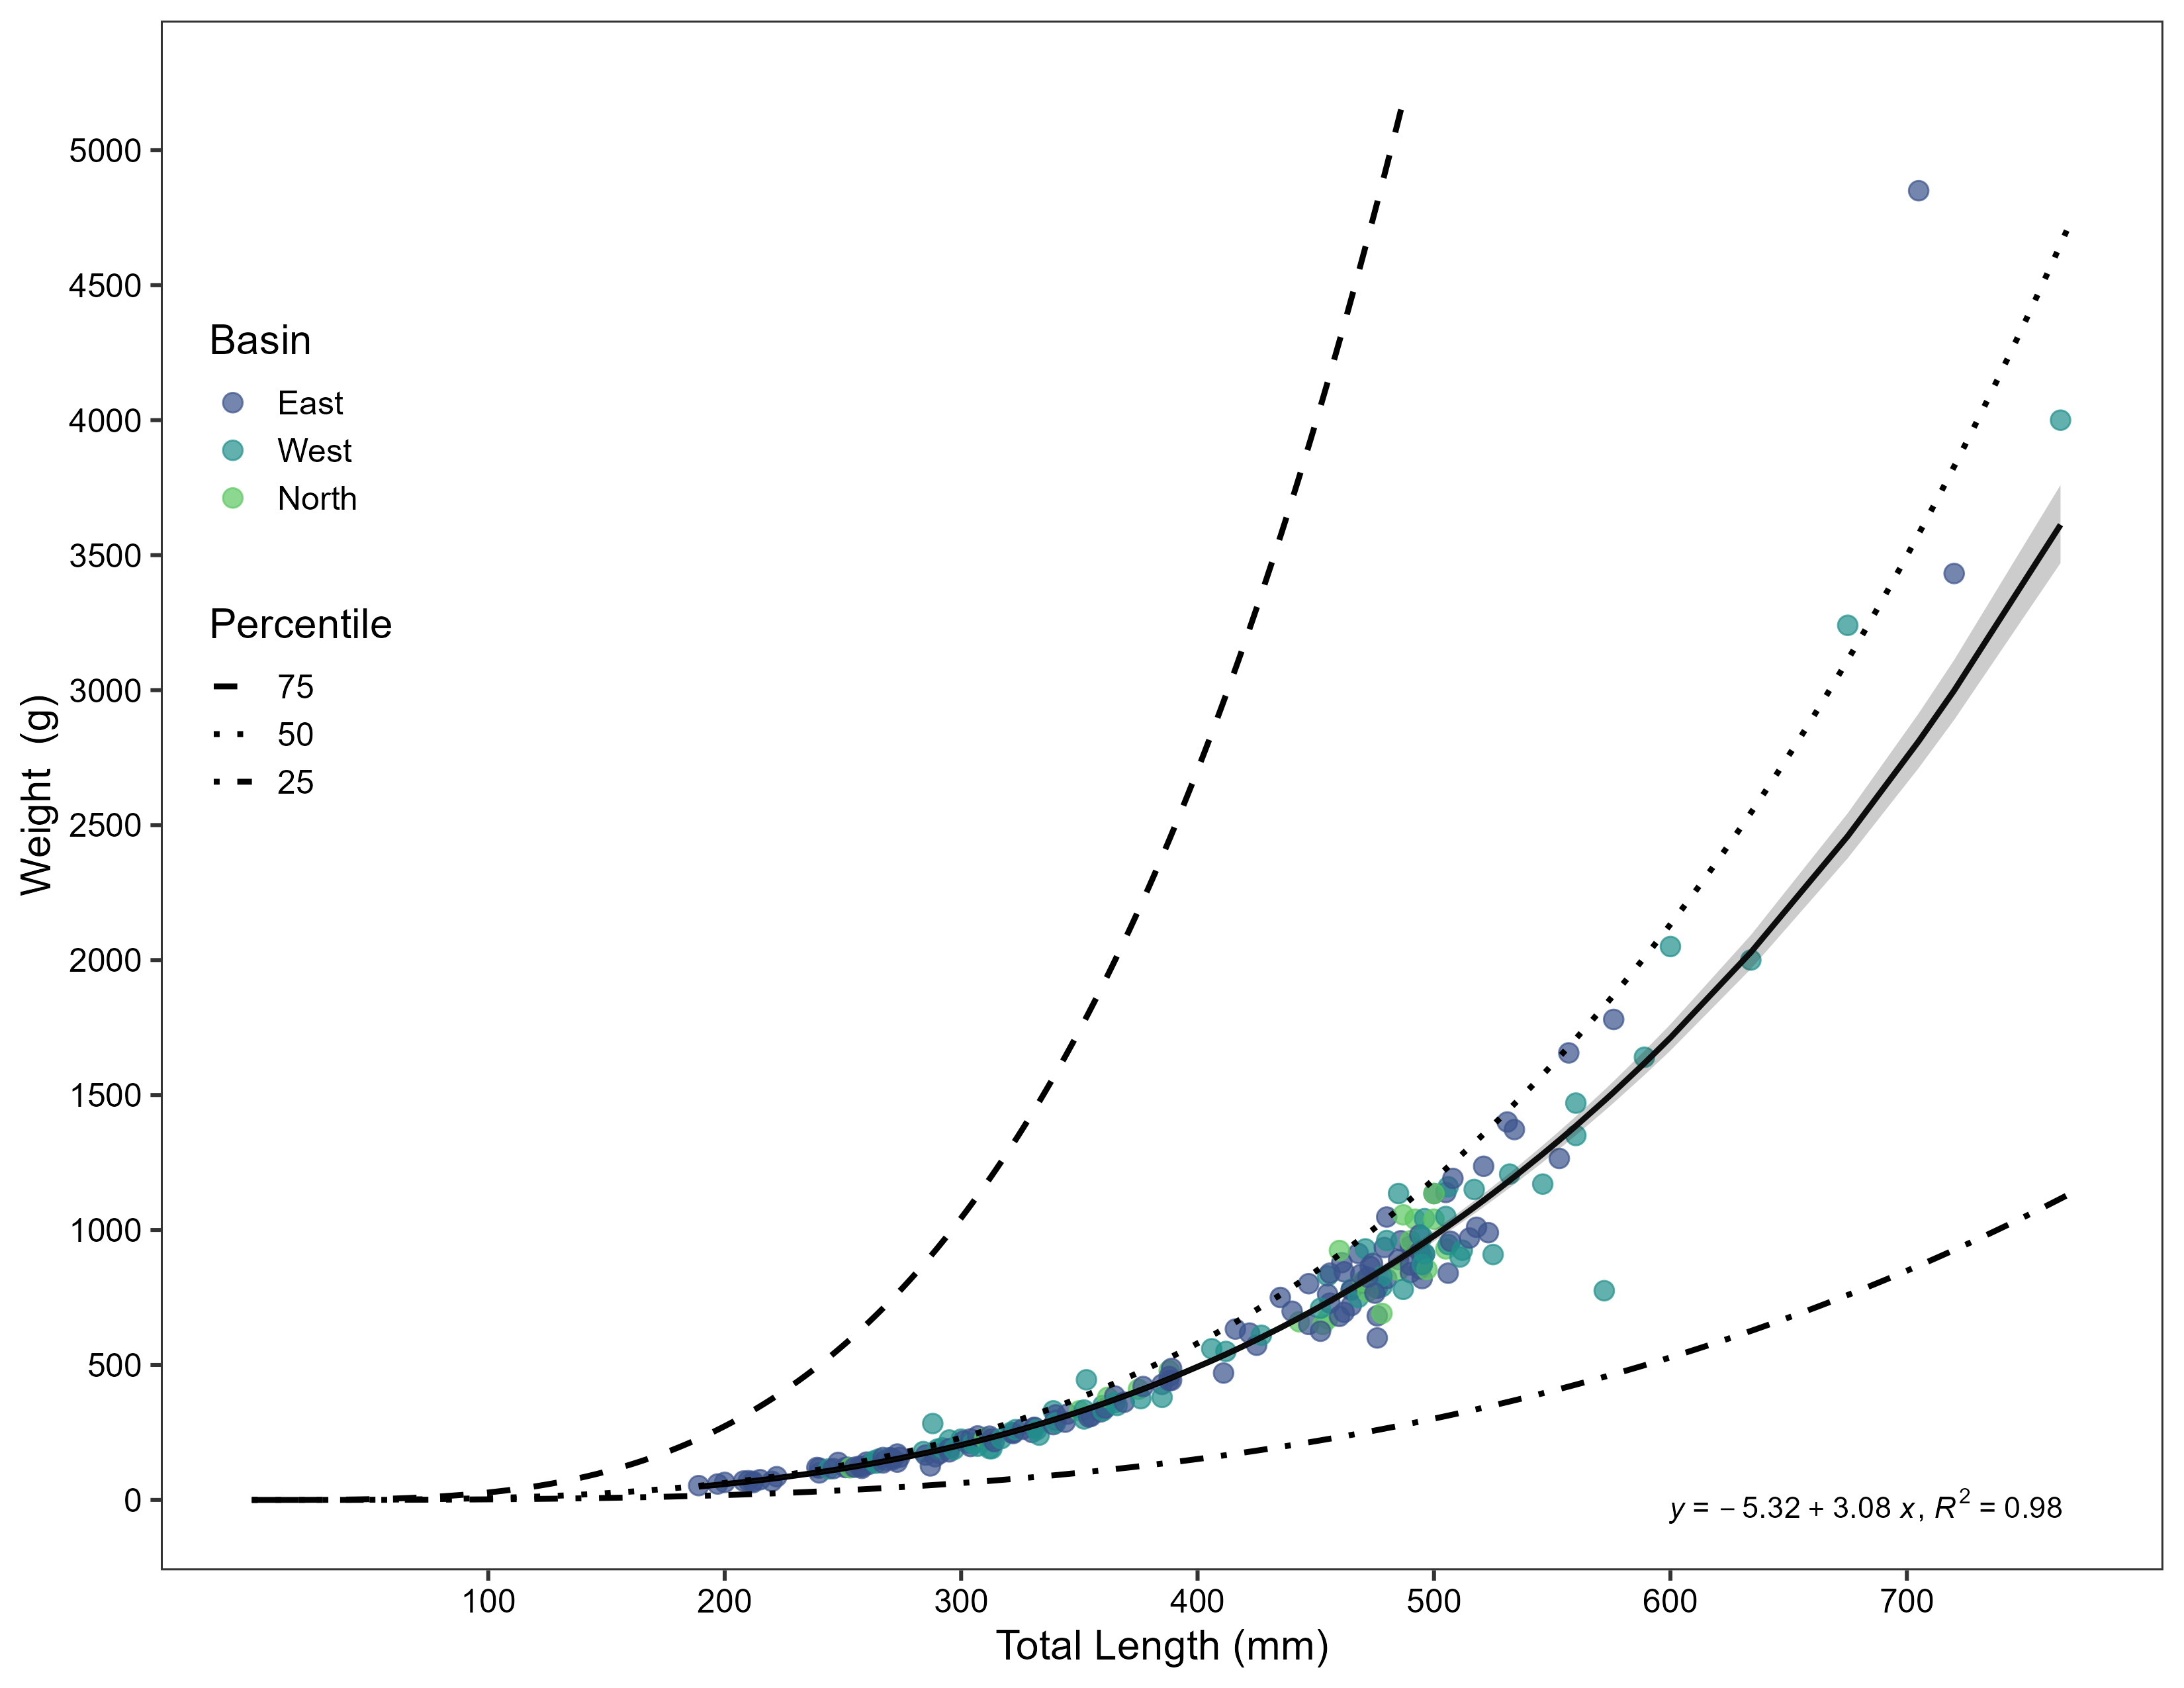 5000
4500
4000
3500
3000
2500
2000
1500
1000
500
0
Weight (g)
Basin
East
West
North
Percentile
75
50
25
y = − 5.32 + 3.08 x, R² = 0.98
100 200 300 400 500 600 700
Total Length (mm)